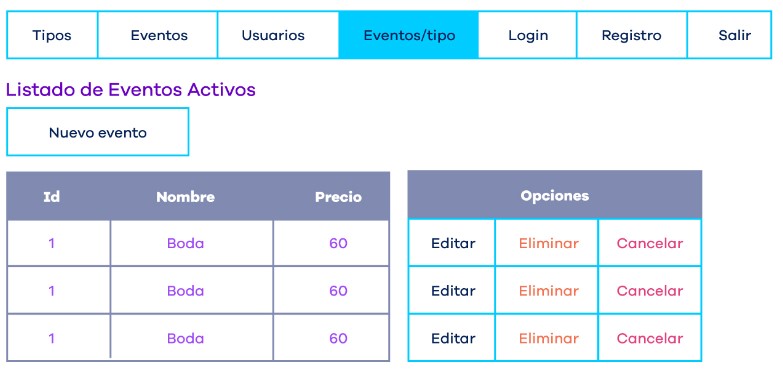 Tipos Eventos Usuarios Eventos/tipo Login Registro Salir
Listado de Eventos Activos
Nuevo evento
Id Nombre Precio Opciones
1 Boda 60 Editar Eliminar Cancelar
1 Boda 60 Editar Eliminar Cancelar
1 Boda 60 Editar Eliminar Cancelar